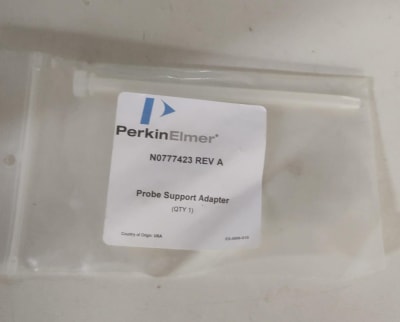 PerkinElmer®
N0777423 REV A
Probe Support Adapter
(QTY 1)
Country of Origin: USA